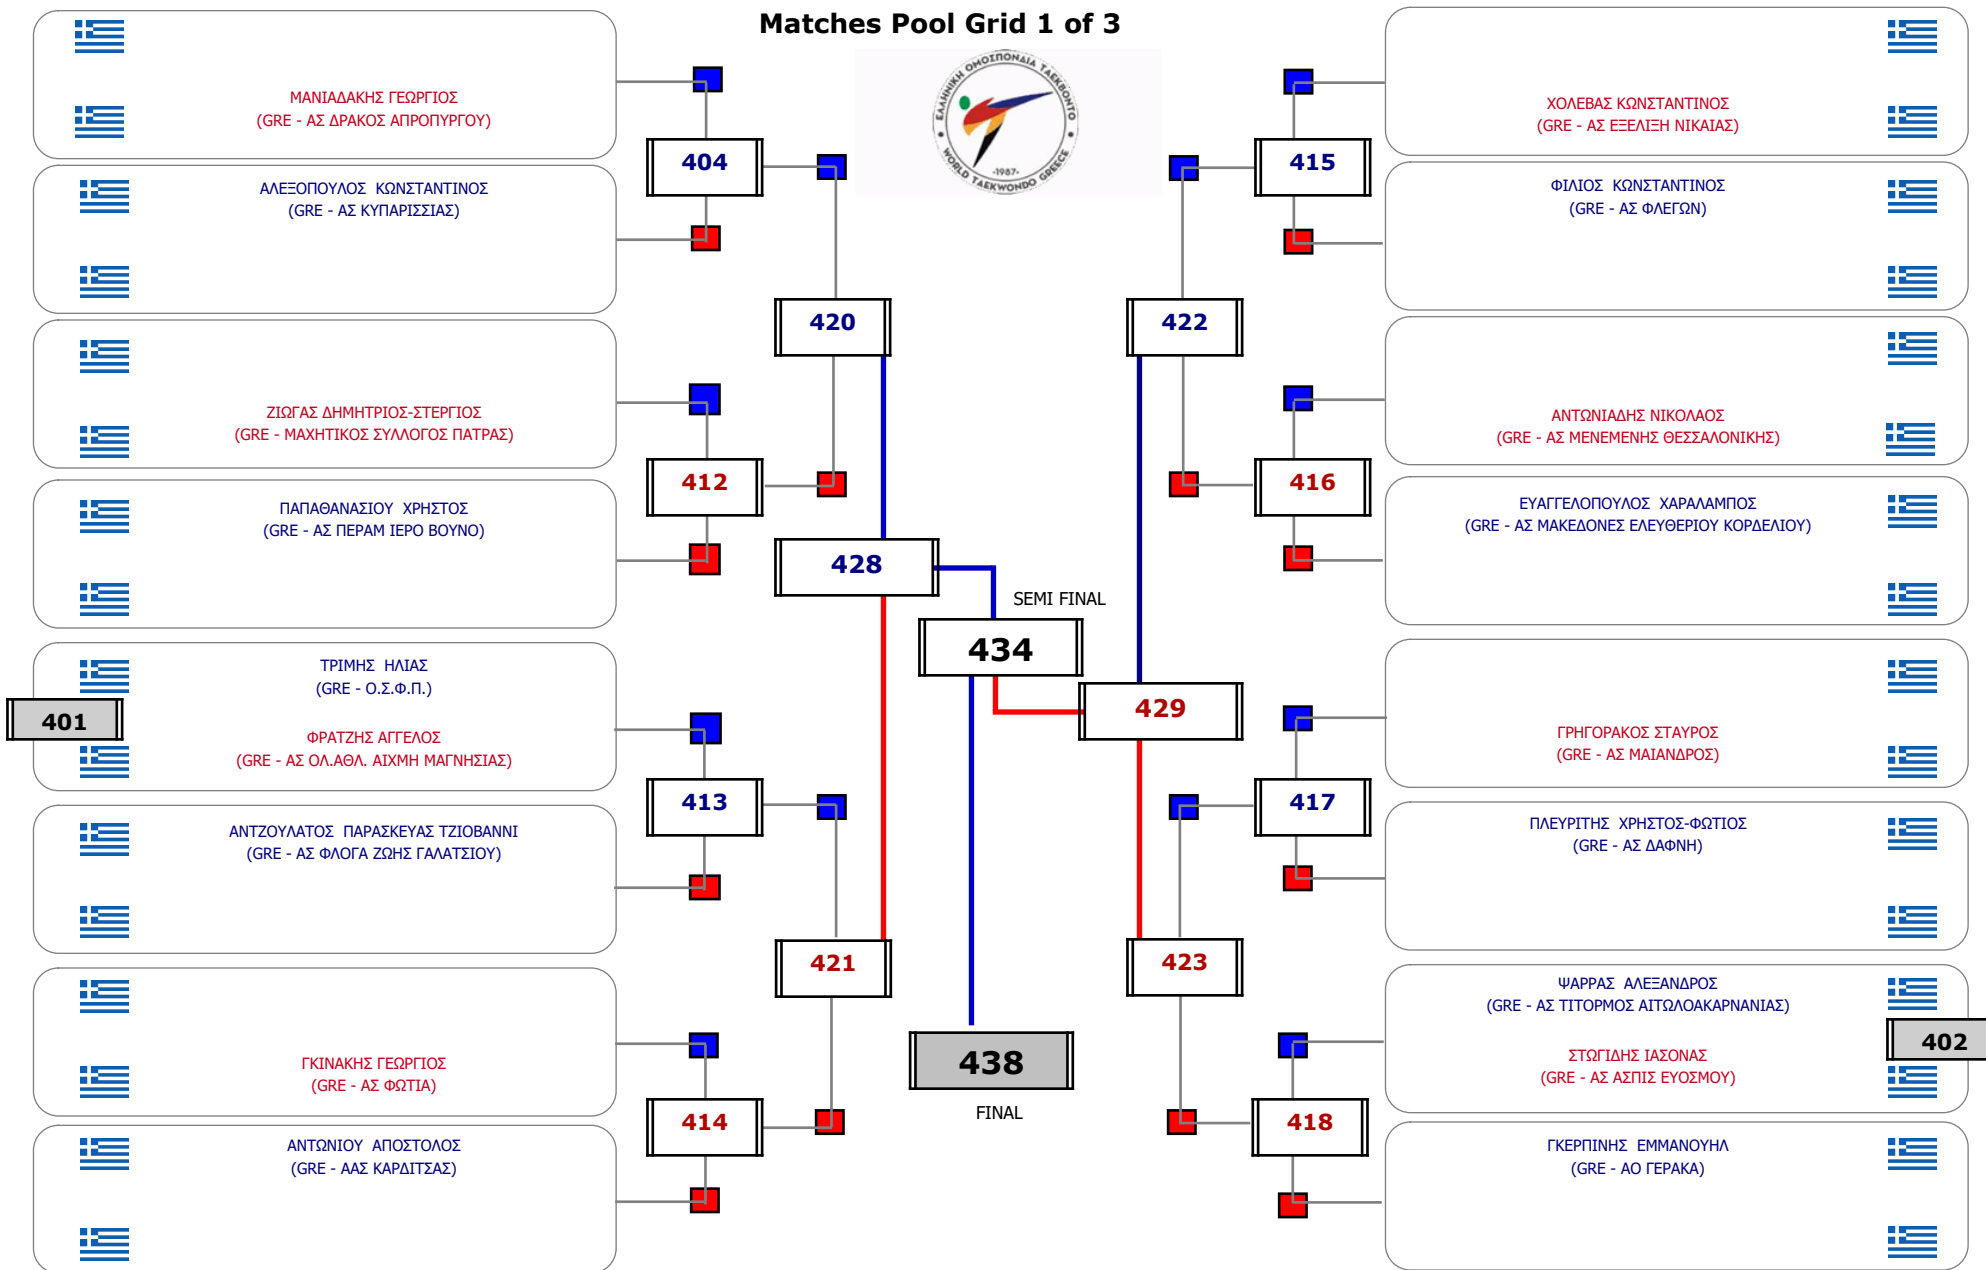 Matches Pool Grid 1 of 3
ΕΛΛΗΝΙΚΗ ΟΜΟΣΠΟΝΔΙΑ ΤΑΕΚΒΟΝΤΟ
-1987-
WORLD TAEKWONDO GREECE
ΜΑΝΙΑΔΑΚΗΣ ΓΕΩΡΓΙΟΣ
(GRE - ΑΣ ΔΡΑΚΟΣ ΑΠΡΟΠΥΡΓΟΥ)
404
ΑΛΕΞΟΠΟΥΛΟΣ ΚΩΝΣΤΑΝΤΙΝΟΣ
(GRE - ΑΣ ΚΥΠΑΡΙΣΣΙΑΣ)
420
ΖΙΩΓΑΣ ΔΗΜΗΤΡΙΟΣ-ΣΤΕΡΓΙΟΣ
(GRE - ΜΑΧΗΤΙΚΟΣ ΣΥΛΛΟΓΟΣ ΠΑΤΡΑΣ)
412
ΠΑΠΑΘΑΝΑΣΙΟΥ ΧΡΗΣΤΟΣ
(GRE - ΑΣ ΠΕΡΑΜ ΙΕΡΟ ΒΟΥΝΟ)
428
ΤΡΙΜΗΣ ΗΛΙΑΣ
(GRE - Ο.Σ.Φ.Π.)
401
ΦΡΑΤΖΗΣ ΑΓΓΕΛΟΣ
(GRE - ΑΣ ΟΛ.ΑΘΛ. ΑΙΧΜΗ ΜΑΓΝΗΣΙΑΣ)
413
ΑΝΤΖΟΥΛΑΤΟΣ ΠΑΡΑΣΚΕΥΑΣ ΤΖΙΟΒΑΝΝΙ
(GRE - ΑΣ ΦΛΟΓΑ ΖΩΗΣ ΓΑΛΑΤΣΙΟΥ)
421
ΓΚΙΝΑΚΗΣ ΓΕΩΡΓΙΟΣ
(GRE - ΑΣ ΦΩΤΙΑ)
414
ΑΝΤΩΝΙΟΥ ΑΠΟΣΤΟΛΟΣ
(GRE - ΑΑΣ ΚΑΡΔΙΤΣΑΣ)
SEMI FINAL
434
438
FINAL
ΧΟΛΕΒΑΣ ΚΩΝΣΤΑΝΤΙΝΟΣ
(GRE - ΑΣ ΕΞΕΛΙΞΗ ΝΙΚΑΙΑΣ)
415
ΦΙΛΙΟΣ ΚΩΝΣΤΑΝΤΙΝΟΣ
(GRE - ΑΣ ΦΛΕΓΩΝ)
422
ΑΝΤΩΝΙΑΔΗΣ ΝΙΚΟΛΑΟΣ
(GRE - ΑΣ ΜΕΝΕΜΕΝΗΣ ΘΕΣΣΑΛΟΝΙΚΗΣ)
416
ΕΥΑΓΓΕΛΟΠΟΥΛΟΣ ΧΑΡΑΛΑΜΠΟΣ
(GRE - ΑΣ ΜΑΚΕΔΟΝΕΣ ΕΛΕΥΘΕΡΙΟΥ ΚΟΡΔΕΛΙΟΥ)
429
ΓΡΗΓΟΡΑΚΟΣ ΣΤΑΥΡΟΣ
(GRE - ΑΣ ΜΑΙΑΝΔΡΟΣ)
417
ΠΛΕΥΡΙΤΗΣ ΧΡΗΣΤΟΣ-ΦΩΤΙΟΣ
(GRE - ΑΣ ΔΑΦΝΗ)
423
ΨΑΡΡΑΣ ΑΛΕΞΑΝΔΡΟΣ
(GRE - ΑΣ ΤΙΤΟΡΜΟΣ ΑΙΤΩΛΟΑΚΑΡΝΑΝΙΑΣ)
402
ΣΤΩΓΙΔΗΣ ΙΑΣΟΝΑΣ
(GRE - ΑΣ ΑΣΠΙΣ ΕΥΟΣΜΟΥ)
418
ΓΚΕΡΠΙΝΗΣ ΕΜΜΑΝΟΥΗΛ
(GRE - ΑΟ ΓΕΡΑΚΑ)